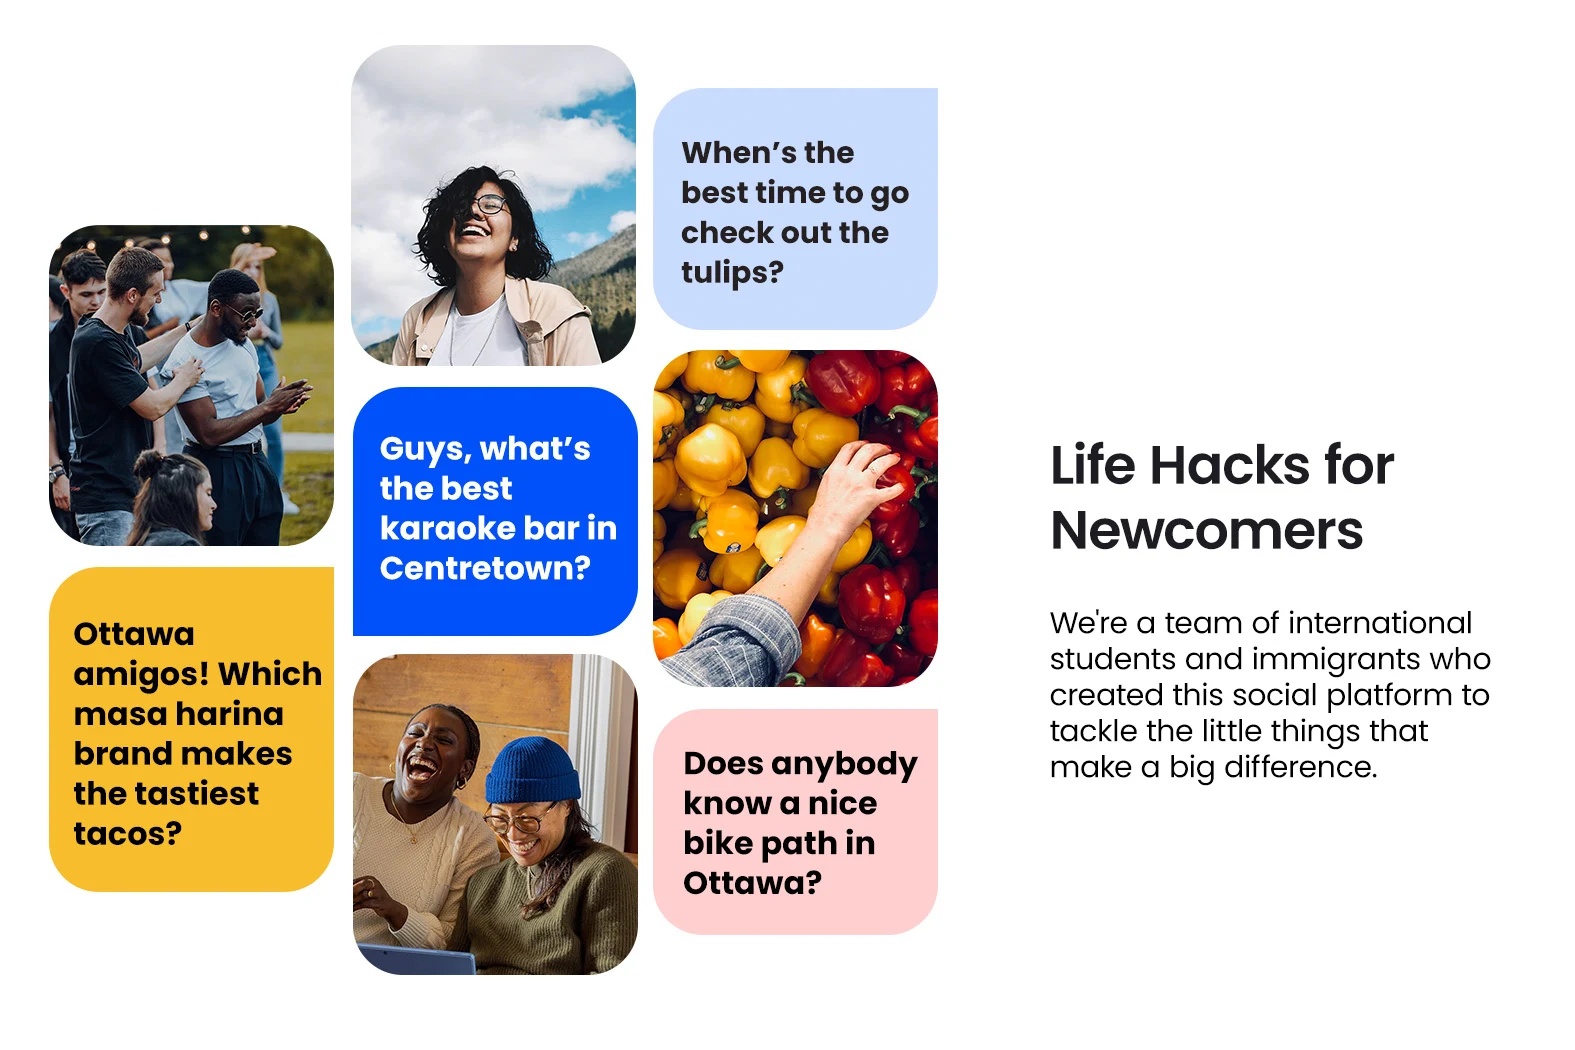 When’s the
best time to go
check out the
tulips?
Guys, what’s
the best
karaoke bar in
Centretown?
Ottawa
amigos! Which
masa harina
brand makes
the tastiest
tacos?
Does anybody
know a nice
bike path in
Ottawa?
Life Hacks for
Newcomers
We're a team of international
students and immigrants who
created this social platform to
tackle the little things that
make a big difference.